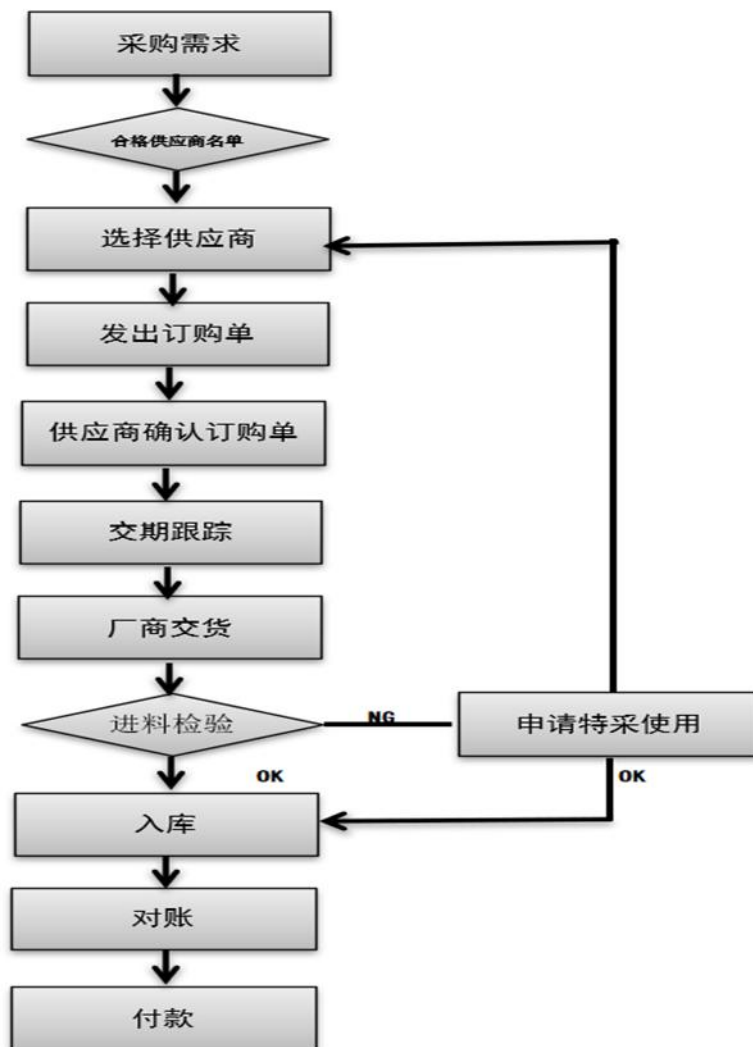 采购需求
合格供应商名单
选择供应商
发出订购单
供应商确认订购单
交期跟踪
厂商交货
进料检验
NG
申请特采使用
OK
OK
入库
对账
付款